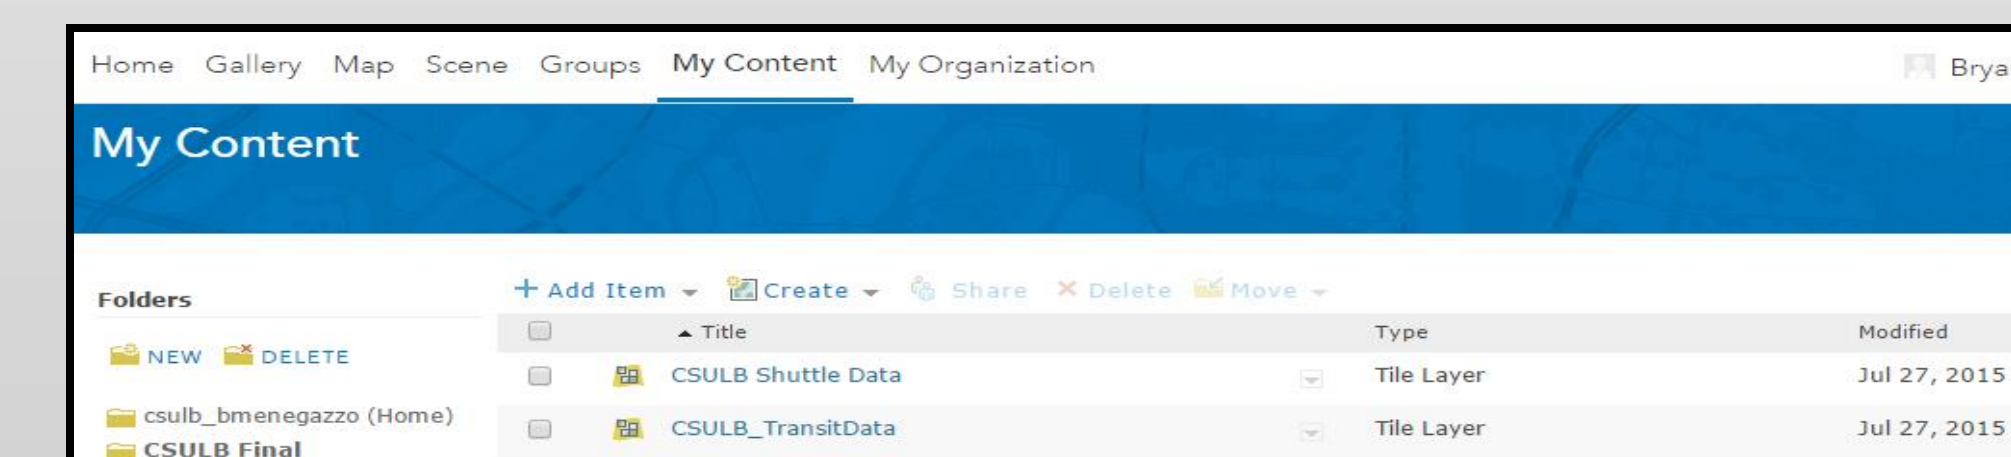 Home Gallery Map Scene Groups My Content My Organization
My Content
Folders
NEW DELETE
csulb_bmenegazzo (Home)
CSULB Final
+ Add Item Create Share Delete Move
Title Type Modified
CSULB Shuttle Data Tile Layer Jul 27, 2015
CSULB_TransitData Tile Layer Jul 27, 2015